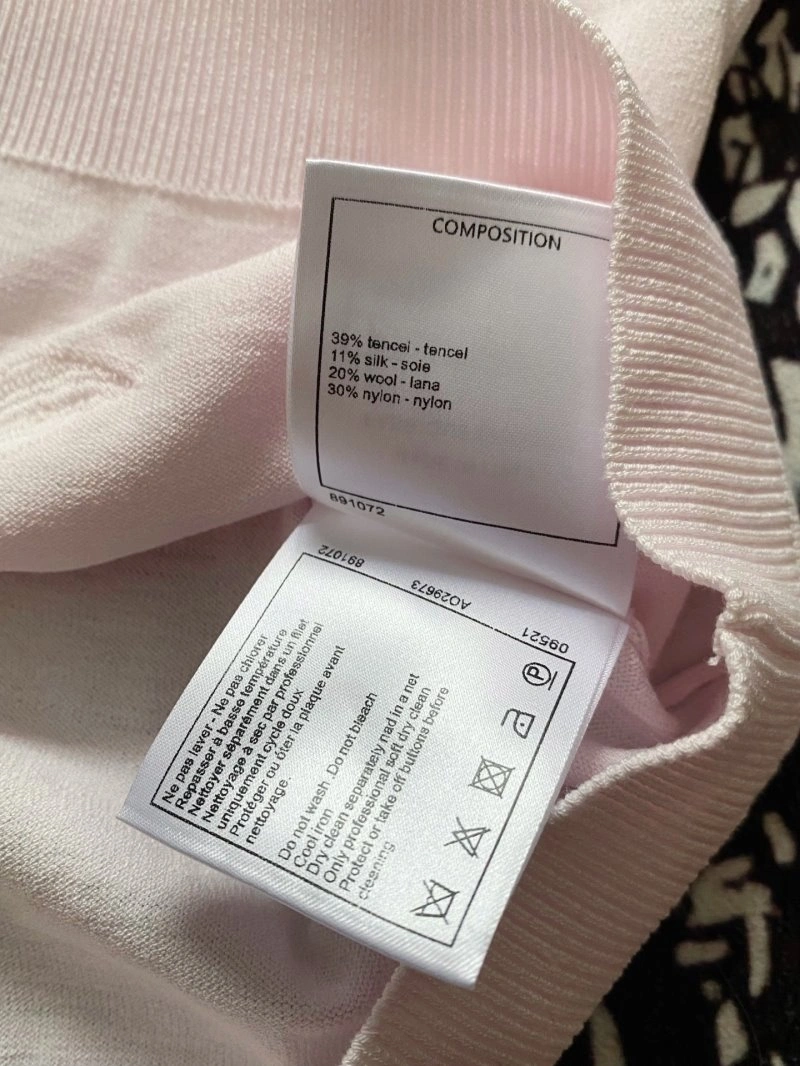 COMPOSITION
39% tencel - tencel
11% silk - soie
20% wool - lana
30% nylon - nylon
891072
891072
AO29673
09521
Ne pas laver - Ne pas chlorer
Repasser à basse température
Nettoyer séparément dans un filet
Nettoyage à sec par professionnel
uniquement cycle doux
Protéger ou ôter la plaque avant
nettoyage.
Do not wash . Do not bleach
Cool iron
Dry clean separately nad in a net
Only professional soft dry clean
Protect or take off buttons before
cleaning
P